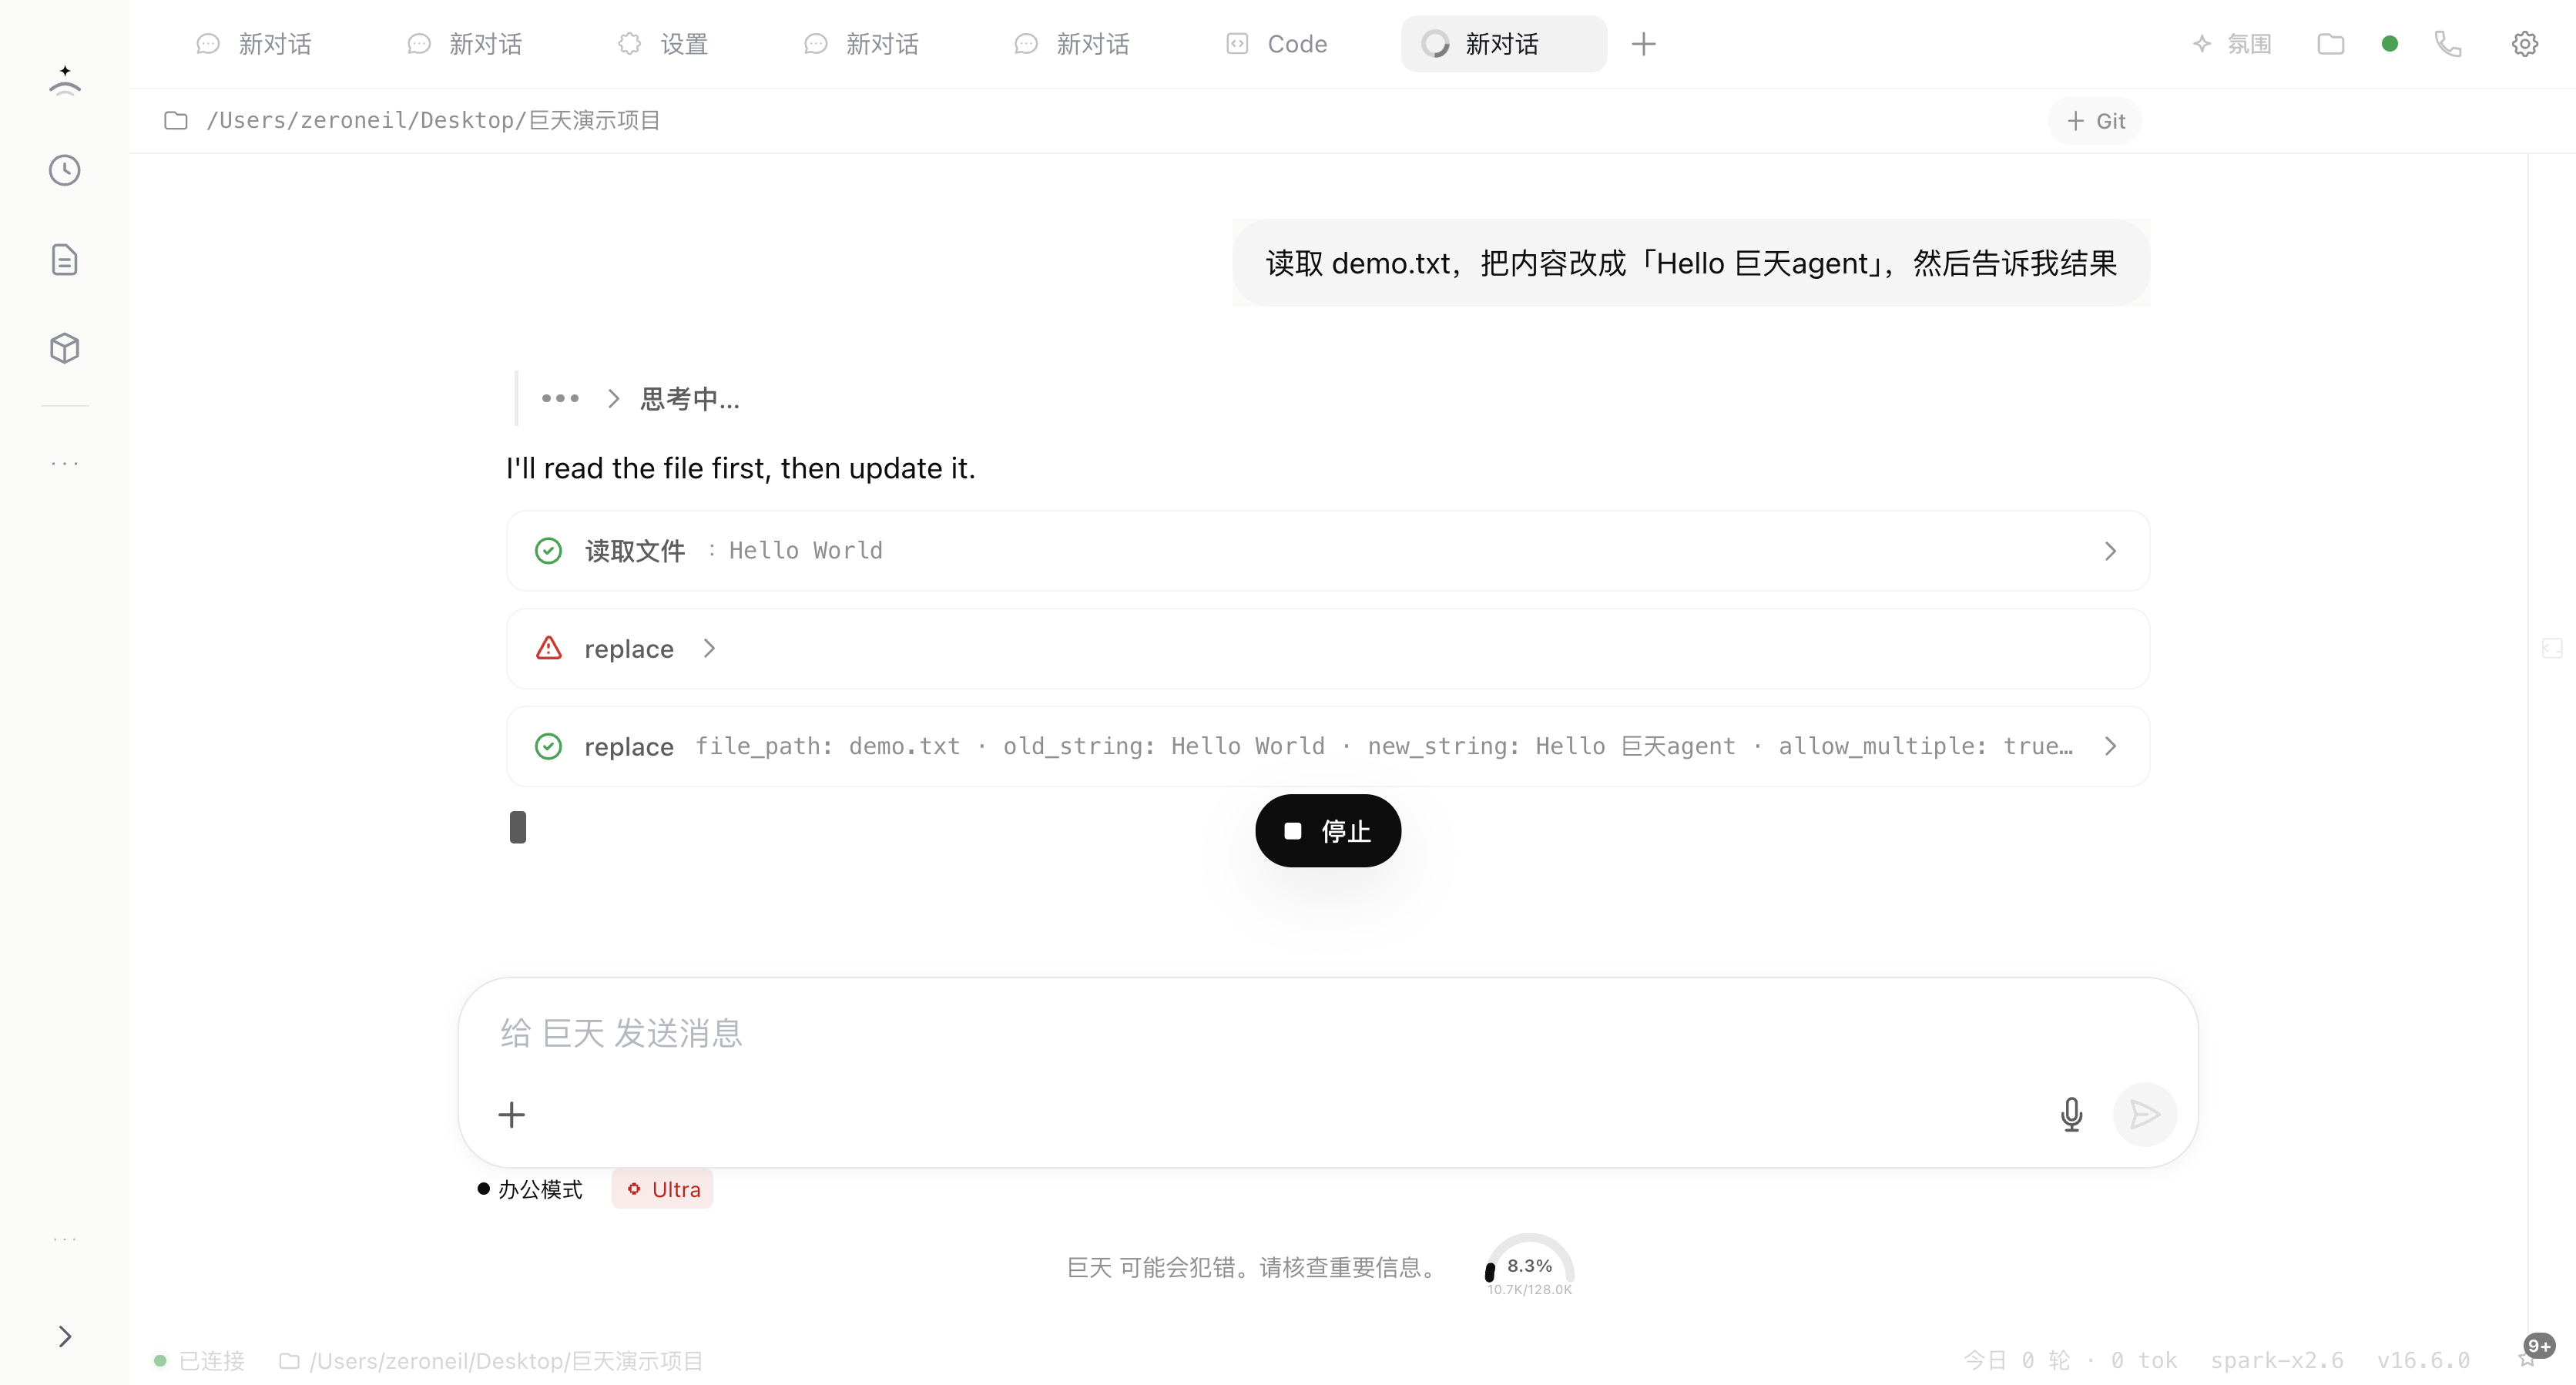 新对话
新对话
设置
新对话
新对话
Code
新对话
氛围
/Users/zeroneil/Desktop/巨天演示项目
Git
读取 demo.txt，把内容改成「Hello 巨天agent」，然后告诉我结果
思考中...
I'll read the file first, then update it.
读取文件 : Hello World
replace
replace file_path: demo.txt · old_string: Hello World · new_string: Hello 巨天agent · allow_multiple: true…
停止
给 巨天 发送消息
办公模式
Ultra
巨天 可能会犯错。请核查重要信息。
8.3%
10.7K/128.0K
已连接
/Users/zeroneil/Desktop/巨天演示项目
今日 0 轮 · 0 tok
spark-x2.6
v16.6.0
9+